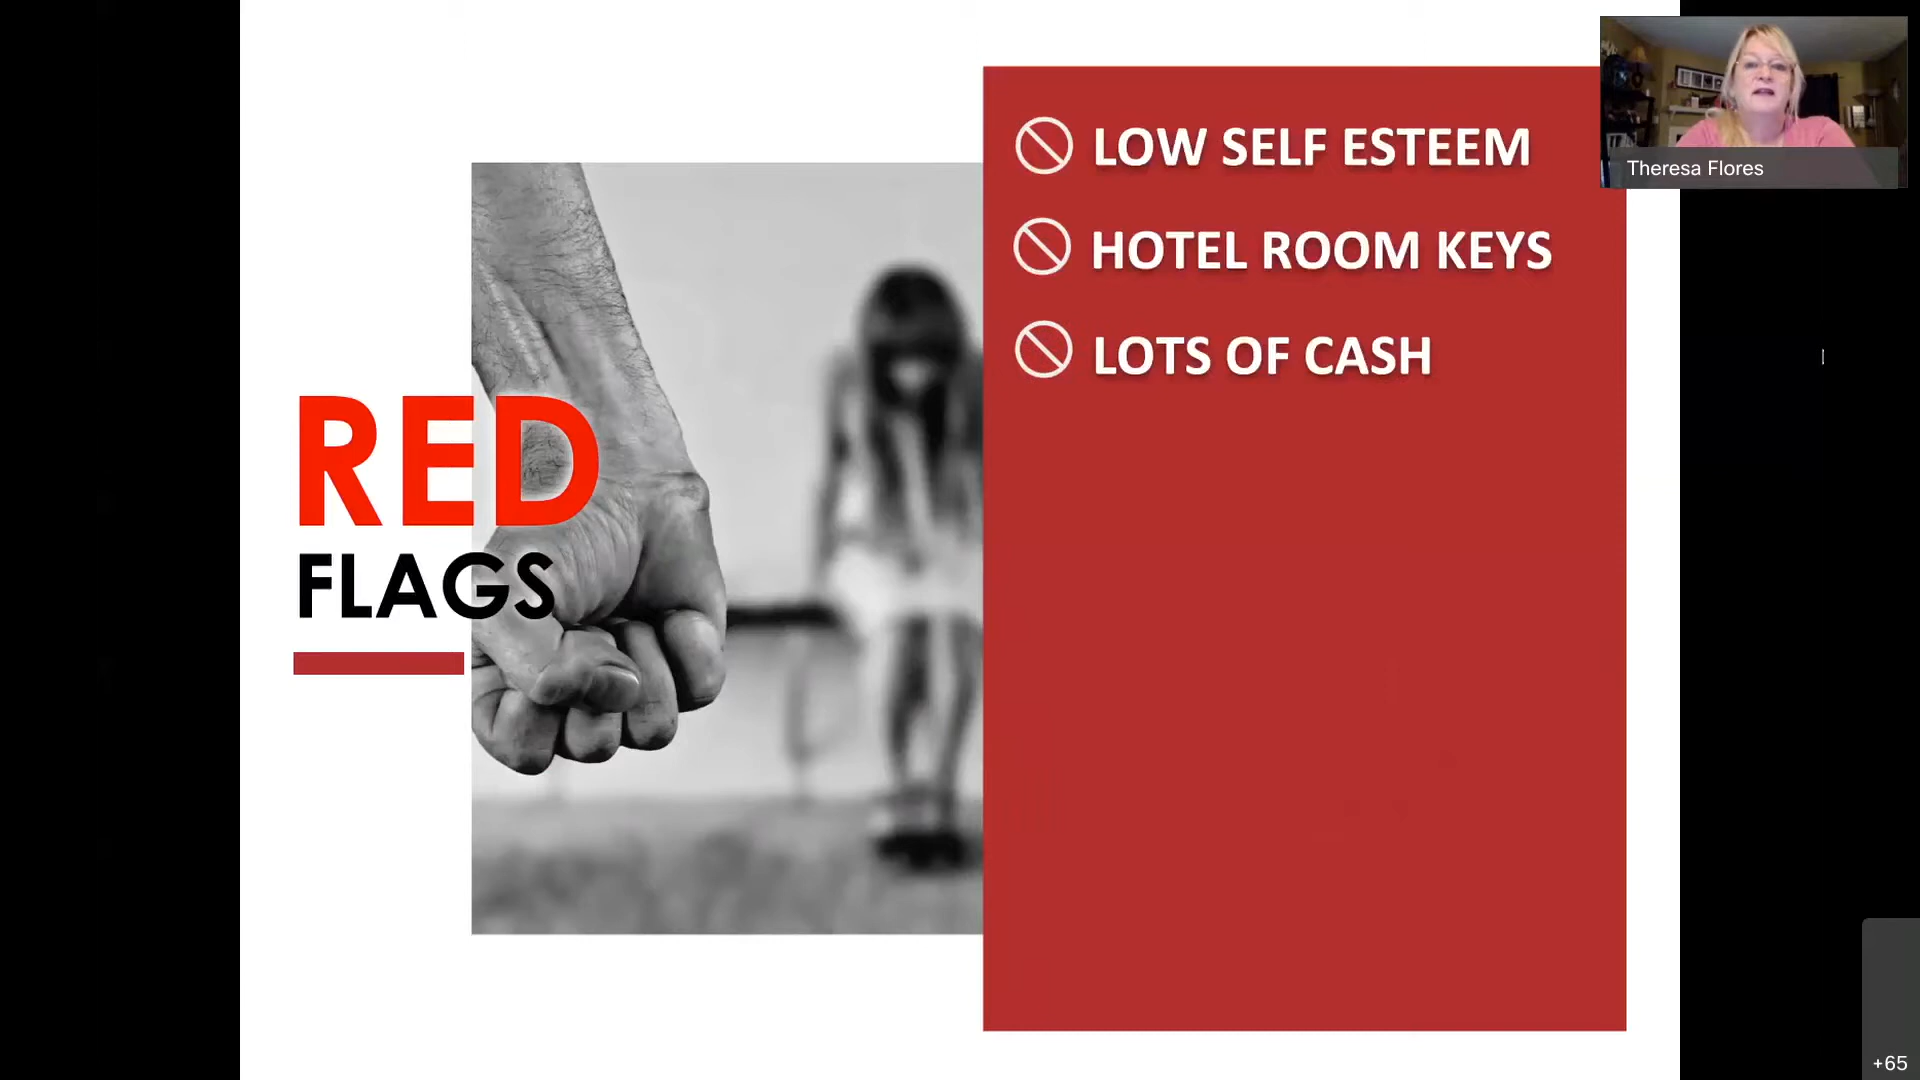 RED
FLAGS
LOW SELF ESTEEM
HOTEL ROOM KEYS
LOTS OF CASH
Theresa Flores
+65